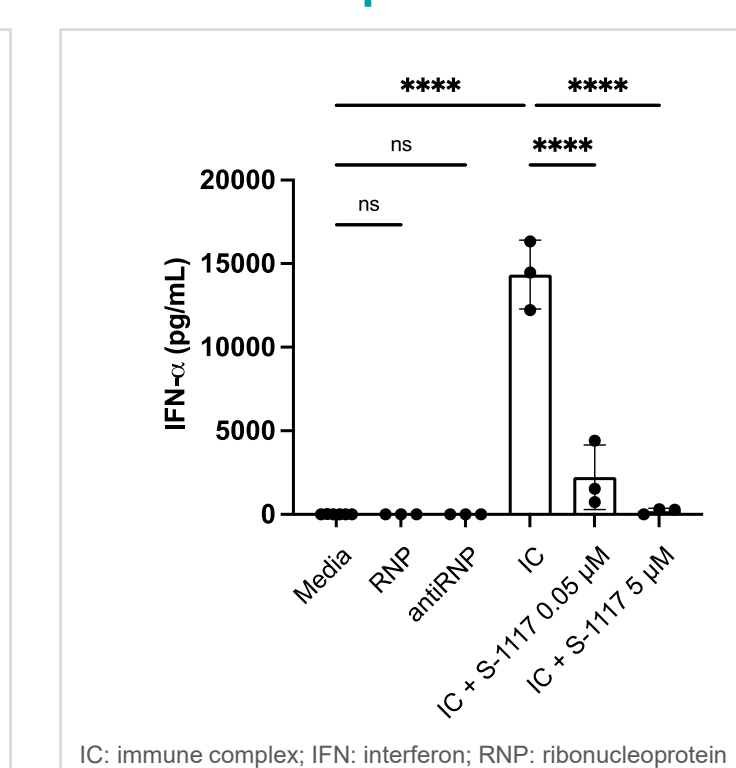 **** ****
ns ****
20000
ns
15000
10000
5000
0
IFN-α (pg/mL)
Media
RNP
antiRNP
IC
IC + S-1117 0.05 µM
IC + S-1117 5 µM
IC: immune complex; IFN: interferon; RNP: ribonucleoprotein